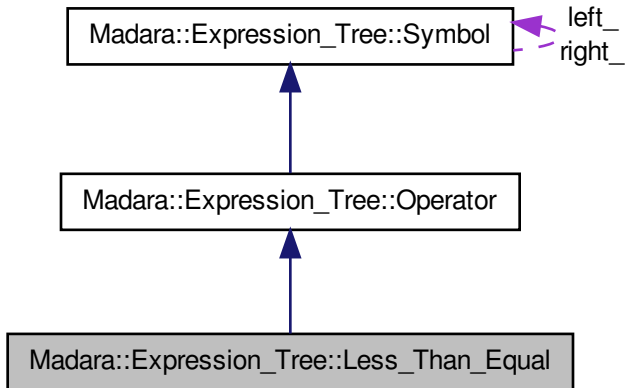 Madara::Expression_Tree::Symbol
left_
right_
Madara::Expression_Tree::Operator
Madara::Expression_Tree::Less_Than_Equal